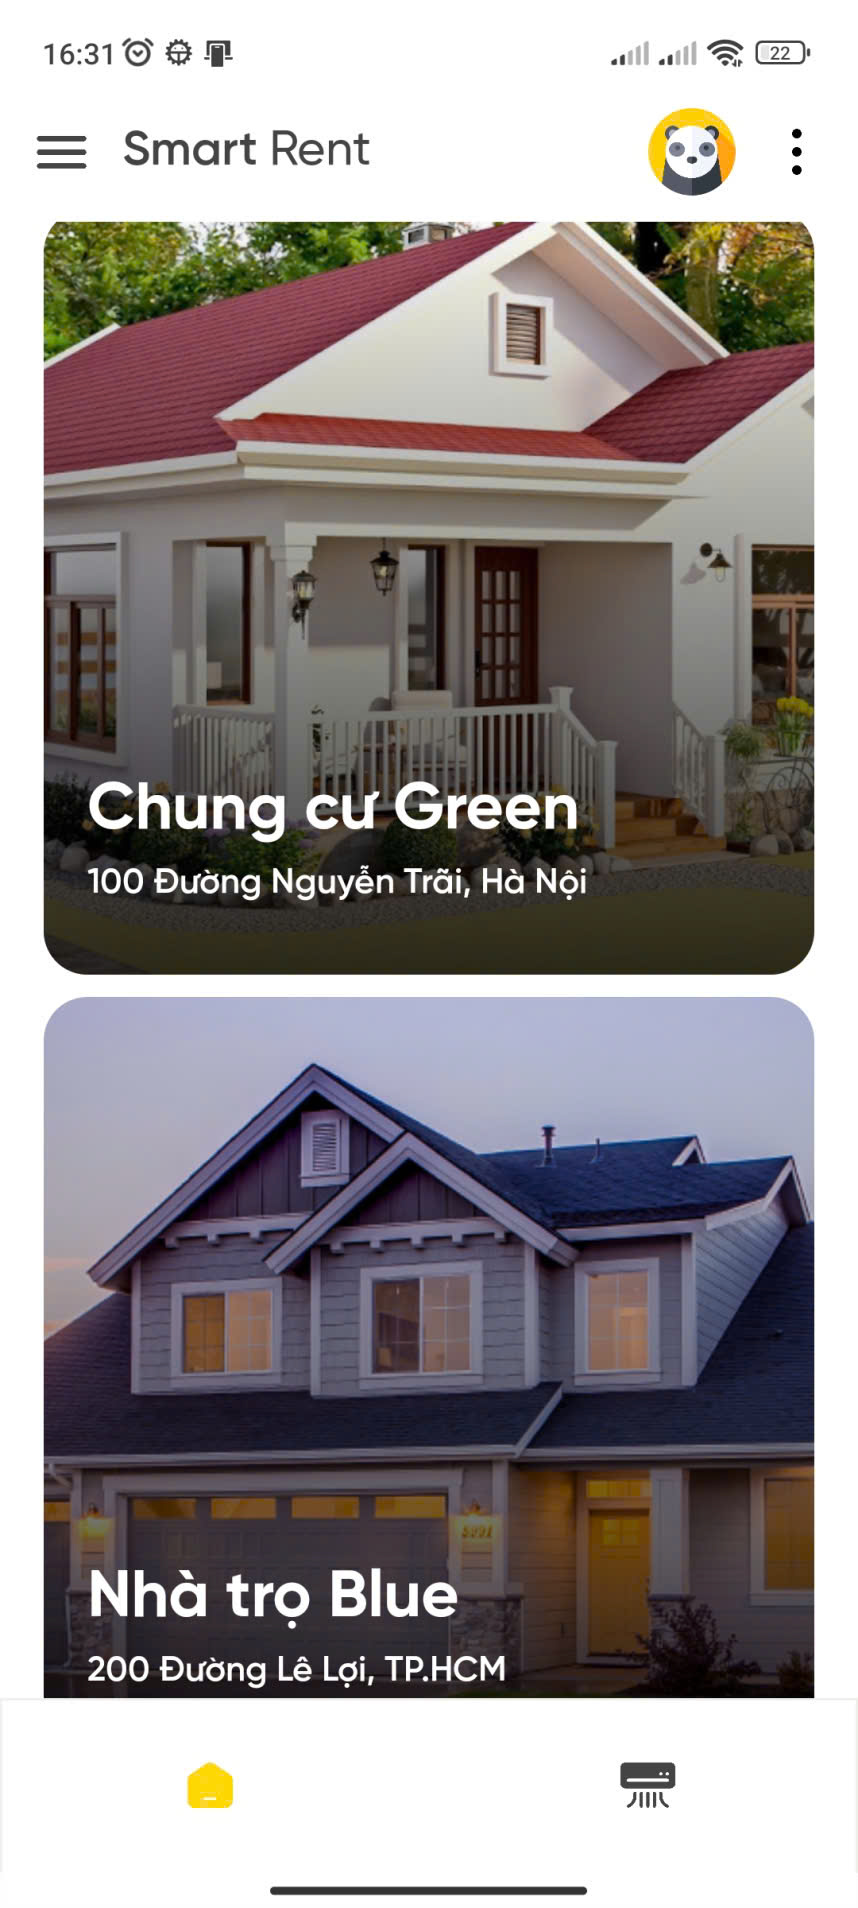 16:31
22
Smart Rent
Chung cư Green
100 Đường Nguyễn Trãi, Hà Nội
Nhà trọ Blue
200 Đường Lê Lợi, TP.HCM